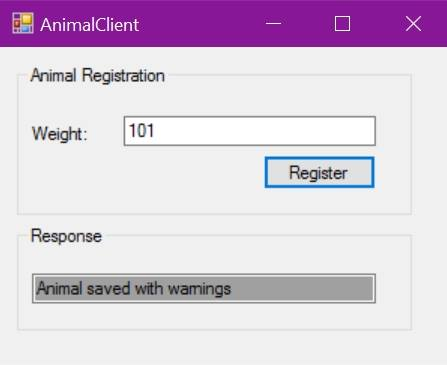 AnimalClient
Animal Registration
Weight: 101
Register
Response
Animal saved with warnings